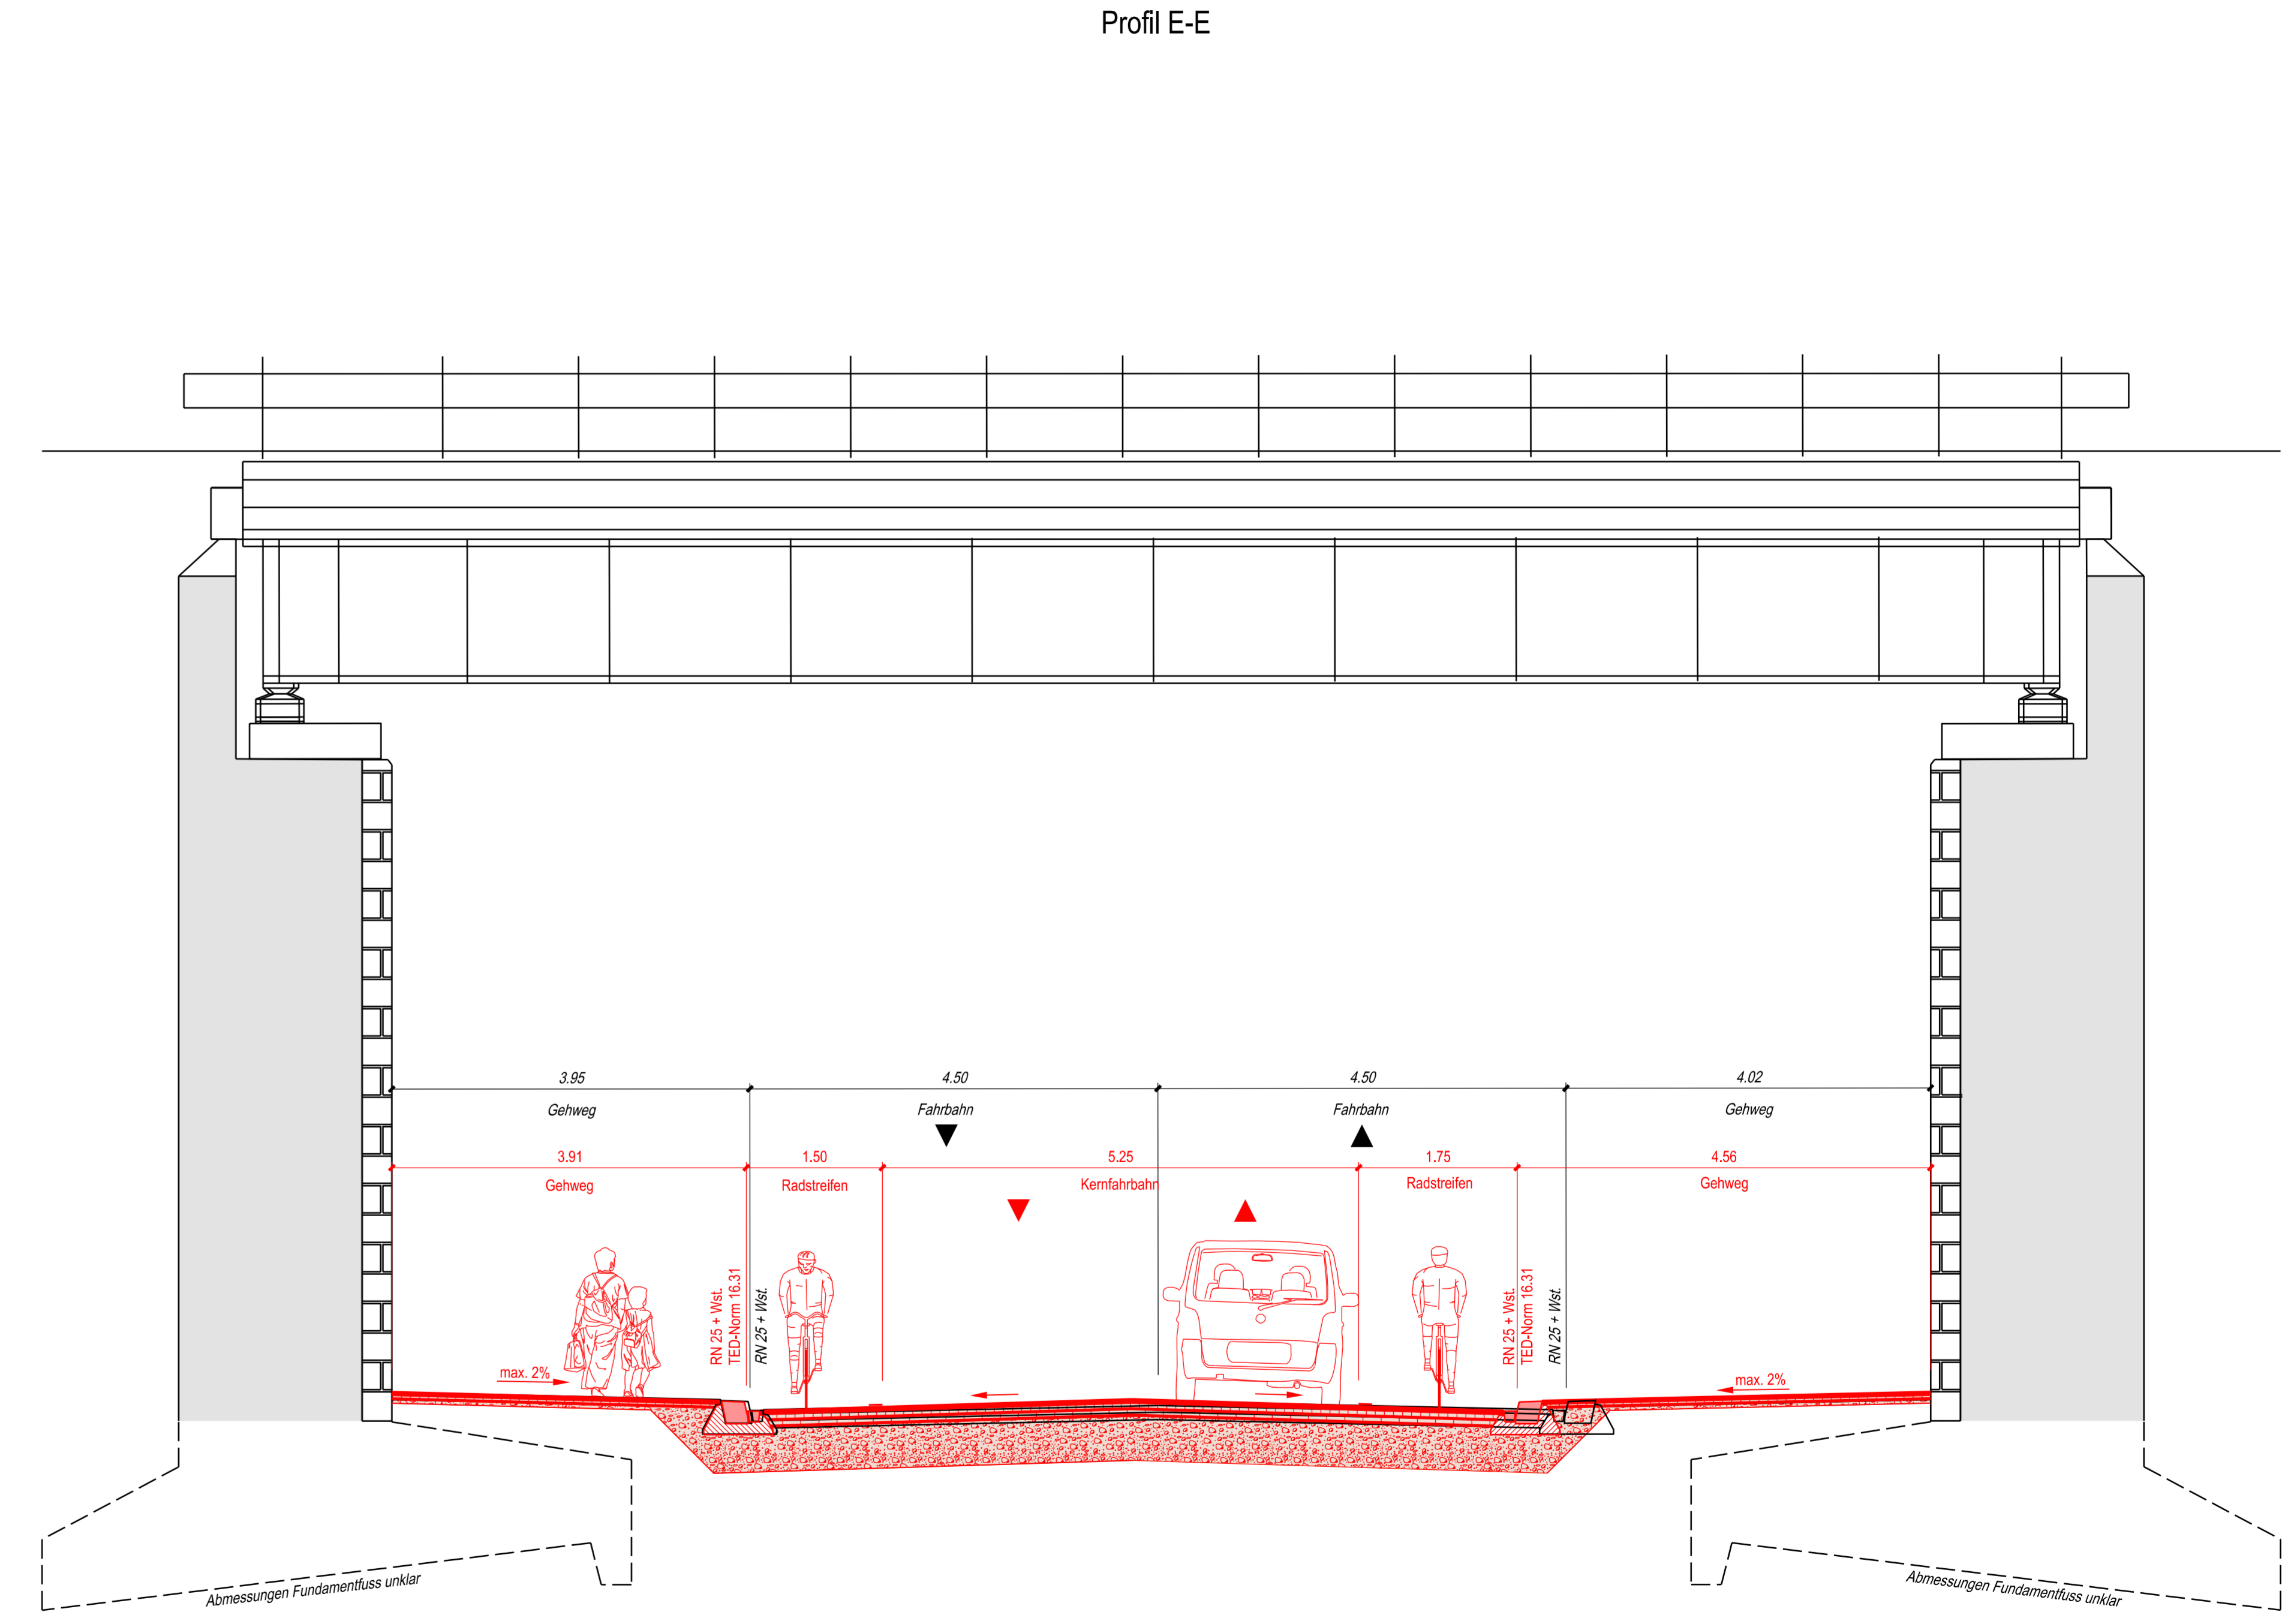 Profil E-E
3.95
4.50
4.50
4.02
Gehweg
Fahrbahn
Fahrbahn
Gehweg
3.91
1.50
5.25
1.75
4.56
Gehweg
Radstreifen
Kernfahrbahn
Radstreifen
Gehweg
RN 25 + Wst.
TED-Norm 16.31
RN 25 + Wst.
RN 25 + Wst.
TED-Norm 16.31
RN 25 + Wst.
max. 2%
max. 2%
Abmessungen Fundamentfuss unklar
Abmessungen Fundamentfuss unklar